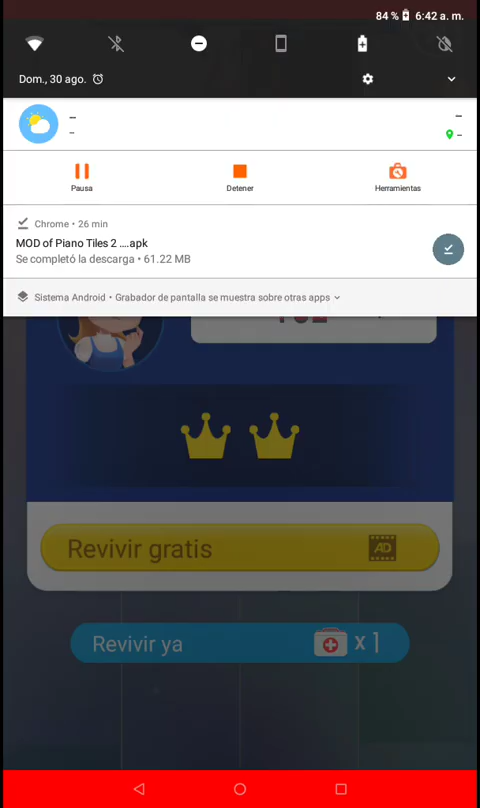 84 % 6:42 a. m.
Dom., 30 ago.
Pausa
Detener
Herramientas
Chrome • 26 min
MOD of Piano Tiles 2 ....apk
Se completó la descarga • 61.22 MB
Sistema Android • Grabador de pantalla se muestra sobre otras apps
Revivir gratis
AD
Revivir ya
x 1